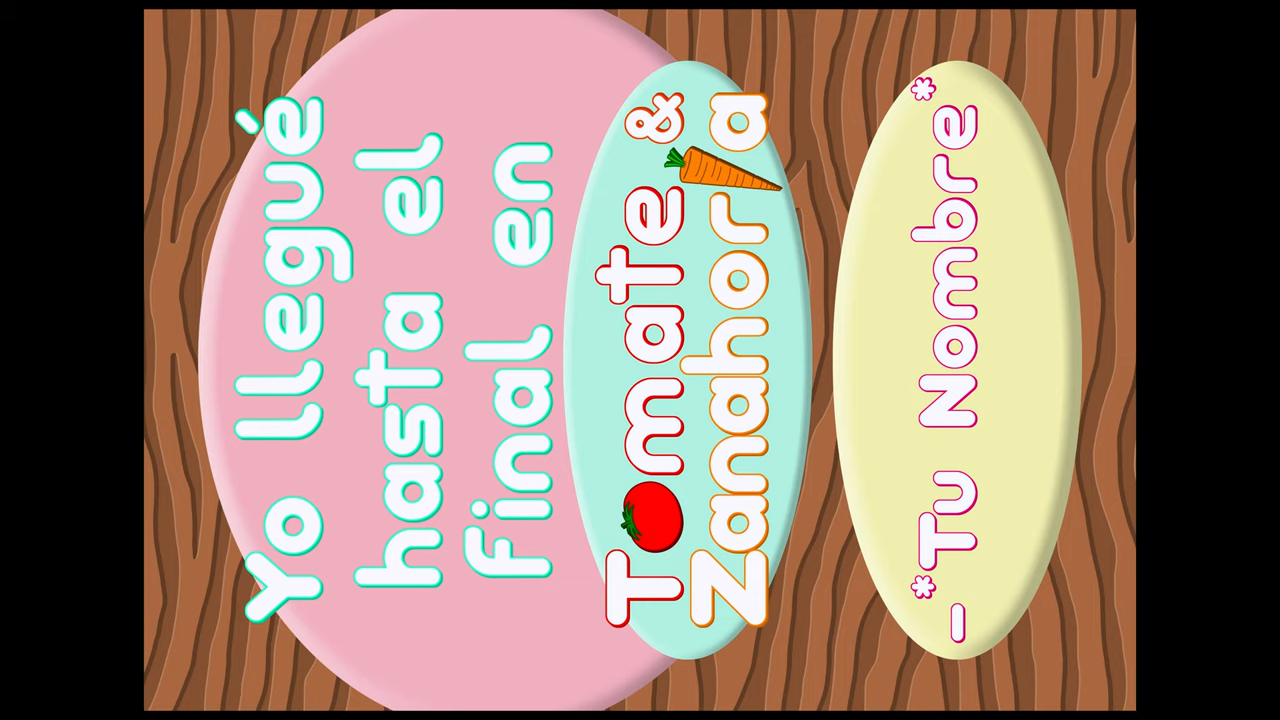 Yo llegué
hasta el
final en
Tomate &
Zanahoria
-*Tu Nombre*